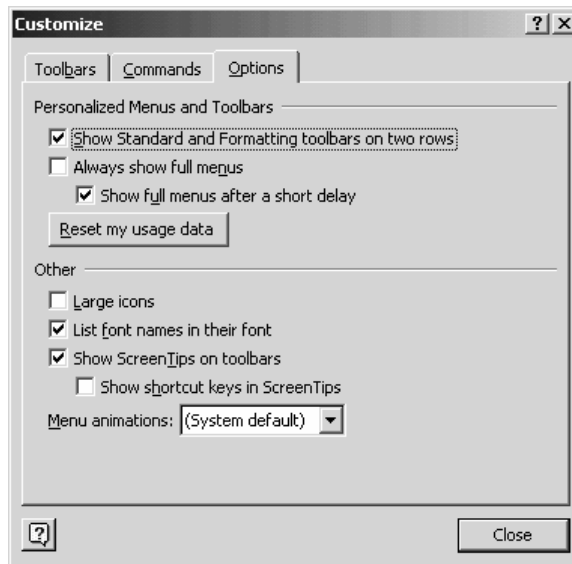 Customize
Toolbars Commands Options
Personalized Menus and Toolbars
Show Standard and Formatting toolbars on two rows
Always show full menus
Show full menus after a short delay
Reset my usage data
Other
Large icons
List font names in their font
Show ScreenTips on toolbars
Show shortcut keys in ScreenTips
Menu animations: (System default)
Close